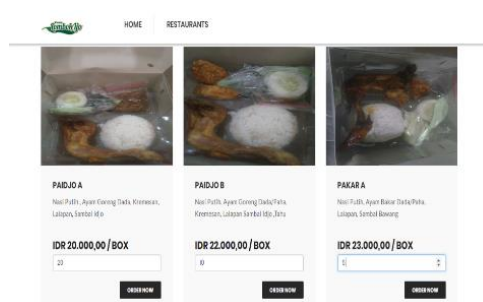 HOME RESTAURANTS
PAIDJO A
Nasi Putih, Ayam Goreng Dada, Kremesan,
Lalapan, Sambal Idjo
IDR 20.000,00 / BOX
20
ORDER NOW
PAIDJO B
Nasi Putih, Ayam Goreng Dada/Paha,
Kremesan, Lalapan Sambal Idjo, Tahu
IDR 22.000,00 / BOX
10
ORDER NOW
PAKAR A
Nasi Putih, Ayam Bakar Dada/Paha,
Lalapan, Sambal Bawang
IDR 23.000,00 / BOX
5
ORDER NOW